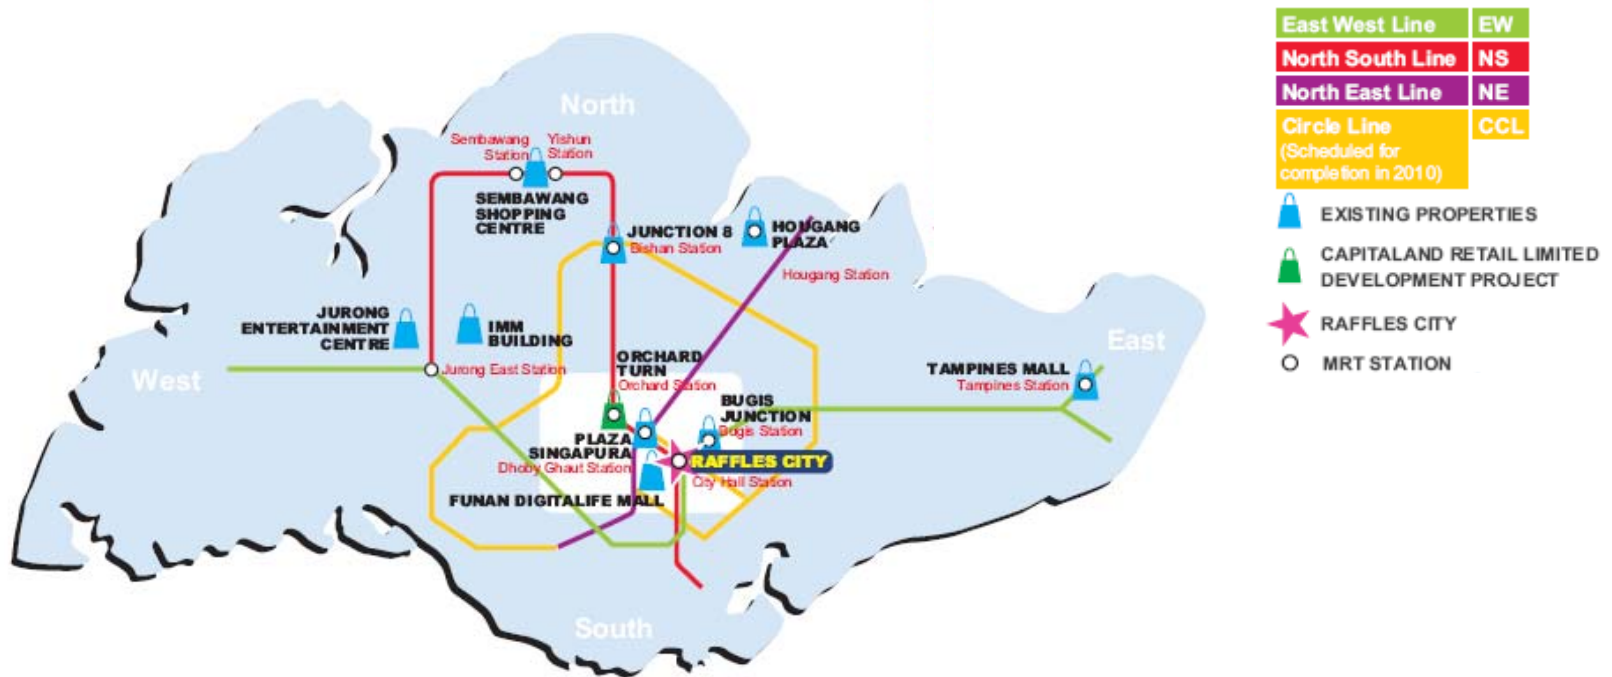 North
Sembawang
Station
Yishun
Station
SEMBAWANG
SHOPPING
CENTRE
JUNCTION 8
Bishan Station
HOUGANG
PLAZA
Hougang Station
JURONG
ENTERTAINMENT
CENTRE
IMM
BUILDING
Jurong East Station
West
East
ORCHARD
TURN
Orchard Station
TAMPINES MALL
Tampines Station
BUGIS
JUNCTION
Bugis Station
PLAZA
SINGAPURA
Dhoby Ghaut Station
RAFFLES CITY
City Hall Station
FUNAN DIGITALIFE MALL
South
East West Line EW
North South Line NS
North East Line NE
Circle Line CCL
(Scheduled for
completion in 2010)
EXISTING PROPERTIES
CAPITALAND RETAIL LIMITED
DEVELOPMENT PROJECT
RAFFLES CITY
MRT STATION